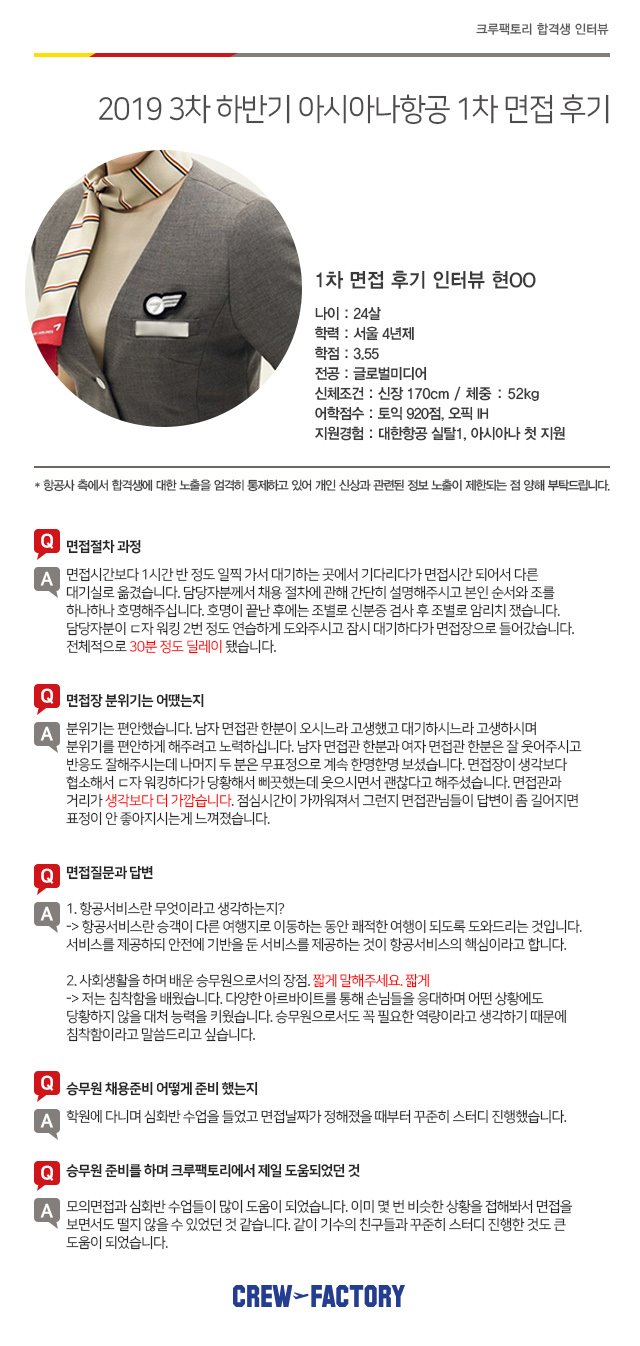 크루팩토리 합격생 인터뷰
2019 3차 하반기 아시아나항공 1차 면접 후기
1차 면접 후기 인터뷰 현OO
나이 : 24살
학력 : 서울 4년제
학점 : 3.55
전공 : 글로벌미디어
신체조건 : 신장 170cm / 체중 : 52kg
어학점수 : 토익 920점, 오픽 IH
지원경험 : 대한항공 실탈1, 아시아나 첫 지원
* 항공사 측에서 합격생에 대한 노출을 엄격히 통제하고 있어 개인 신상과 관련된 정보 노출이 제한되는 점 양해 부탁드립니다.
Q 면접절차 과정
A 면접시간보다 1시간 반 정도 일찍 가서 대기하는 곳에서 기다리다가 면접시간 되어서 다른
대기실로 옮겼습니다. 담당자분께서 채용 절차에 관해 간단히 설명해주시고 본인 순서와 조를
하나하나 호명해주십니다. 호명이 끝난 후에는 조별로 신분증 검사 후 조별로 암리치 쟀습니다.
담당자분이 ㄷ자 워킹 2번 정도 연습하게 도와주시고 잠시 대기하다가 면접장으로 들어갔습니다.
전체적으로 30분 정도 딜레이 됐습니다.
Q 면접장 분위기는 어땠는지
A 분위기는 편안했습니다. 남자 면접관 한분이 오시느라 고생했고 대기하시느라 고생하시며
분위기를 편안하게 해주려고 노력하십니다. 남자 면접관 한분과 여자 면접관 한분은 잘 웃어주시고
반응도 잘해주시는데 나머지 두 분은 무표정으로 계속 한명한명 보셨습니다. 면접장이 생각보다
협소해서 ㄷ자 워킹하다가 당황해서 삐끗했는데 웃으시면서 괜찮다고 해주셨습니다. 면접관과
거리가 생각보다 더 가깝습니다. 점심시간이 가까워져서 그런지 면접관님들이 답변이 좀 길어지면
표정이 안 좋아지시는게 느껴졌습니다.
Q 면접질문과 답변
A 1. 항공서비스란 무엇이라고 생각하는지?
-> 항공서비스란 승객이 다른 여행지로 이동하는 동안 쾌적한 여행이 되도록 도와드리는 것입니다.
서비스를 제공하되 안전에 기반을 둔 서비스를 제공하는 것이 항공서비스의 핵심이라고 합니다.
2. 사회생활을 하며 배운 승무원으로서의 장점. 짧게 말해주세요. 짧게
-> 저는 침착함을 배웠습니다. 다양한 아르바이트를 통해 손님들을 응대하며 어떤 상황에도
당황하지 않을 대처 능력을 키웠습니다. 승무원으로서도 꼭 필요한 역량이라고 생각하기 때문에
침착함이라고 말씀드리고 싶습니다.
Q 승무원 채용준비 어떻게 준비 했는지
A 학원에 다니며 심화반 수업을 들었고 면접날짜가 정해졌을 때부터 꾸준히 스터디 진행했습니다.
Q 승무원 준비를 하며 크루팩토리에서 제일 도움되었던 것
A 모의면접과 심화반 수업들이 많이 도움이 되었습니다. 이미 몇 번 비슷한 상황을 접해봐서 면접을
보면서도 떨지 않을 수 있었던 것 같습니다. 같이 기수의 친구들과 꾸준히 스터디 진행한 것도 큰
도움이 되었습니다.
CREW FACTORY